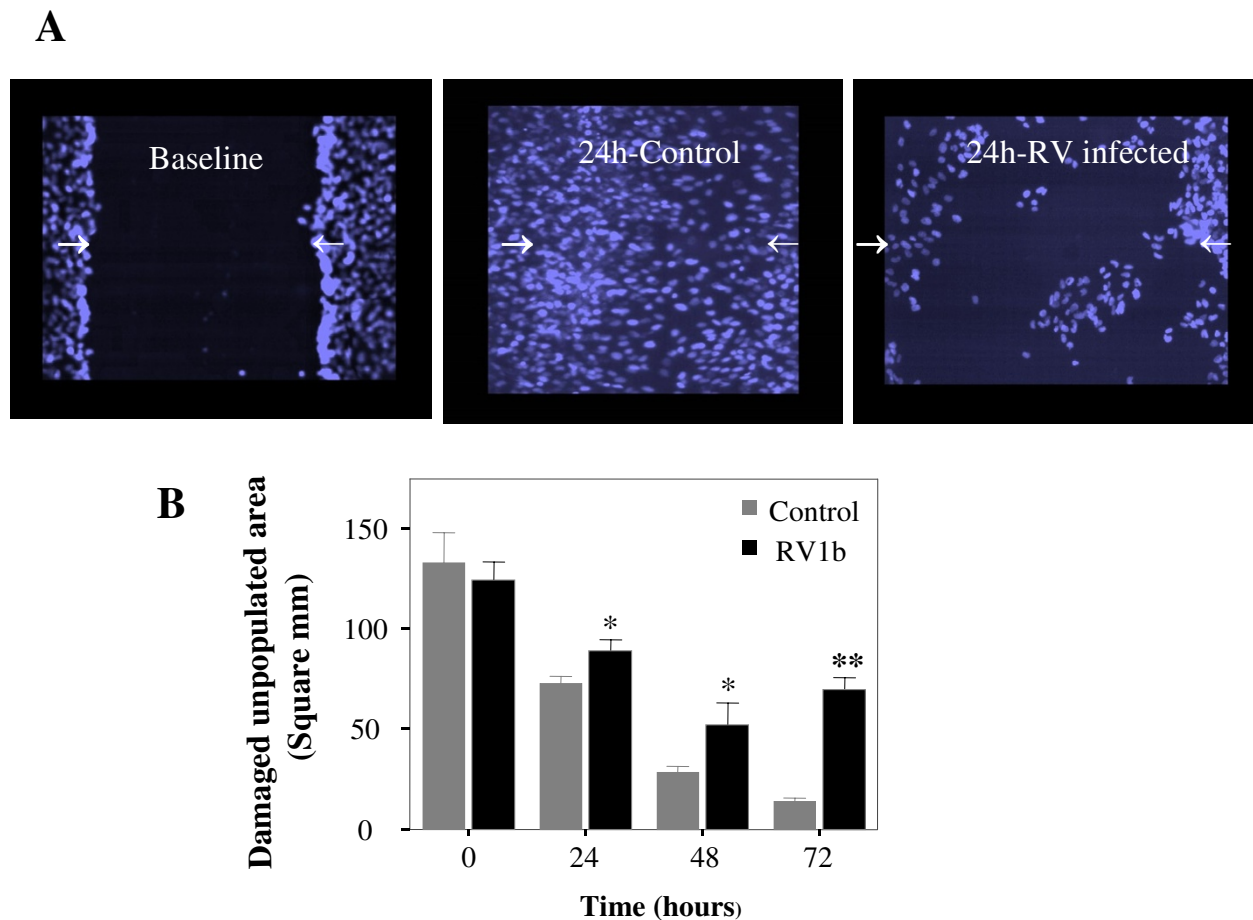 A
Baseline
24h-Control
24h-RV infected
B
Damaged unpopulated area
(Square mm)
150
100
50
0
Control
RV1b
*
*
**
0 24 48 72
Time (hours)